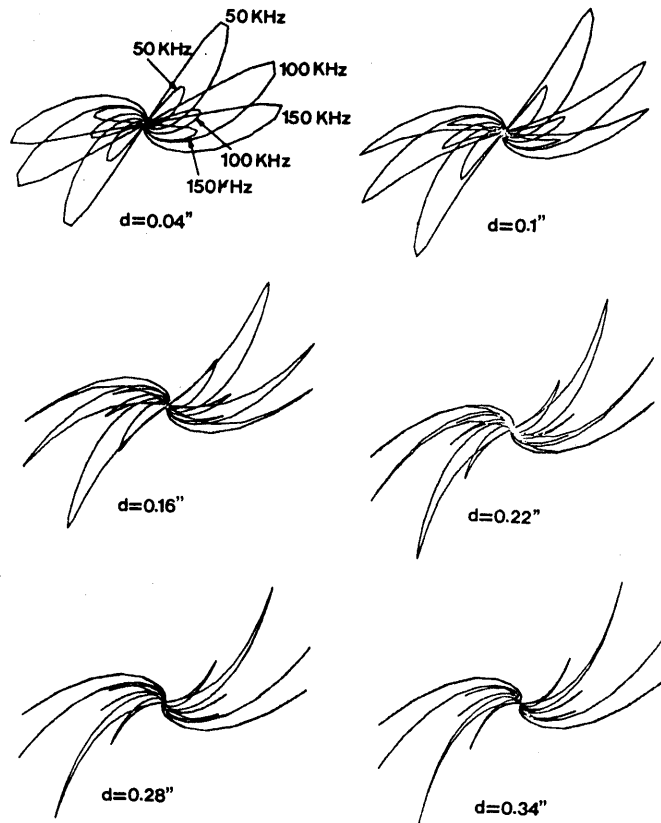 50 KHz
50 KHz
100 KHz
150 KHz
100 KHz
150 KHz
d=0.04"
d=0.1"
d=0.16"
d=0.22"
d=0.28"
d=0.34"